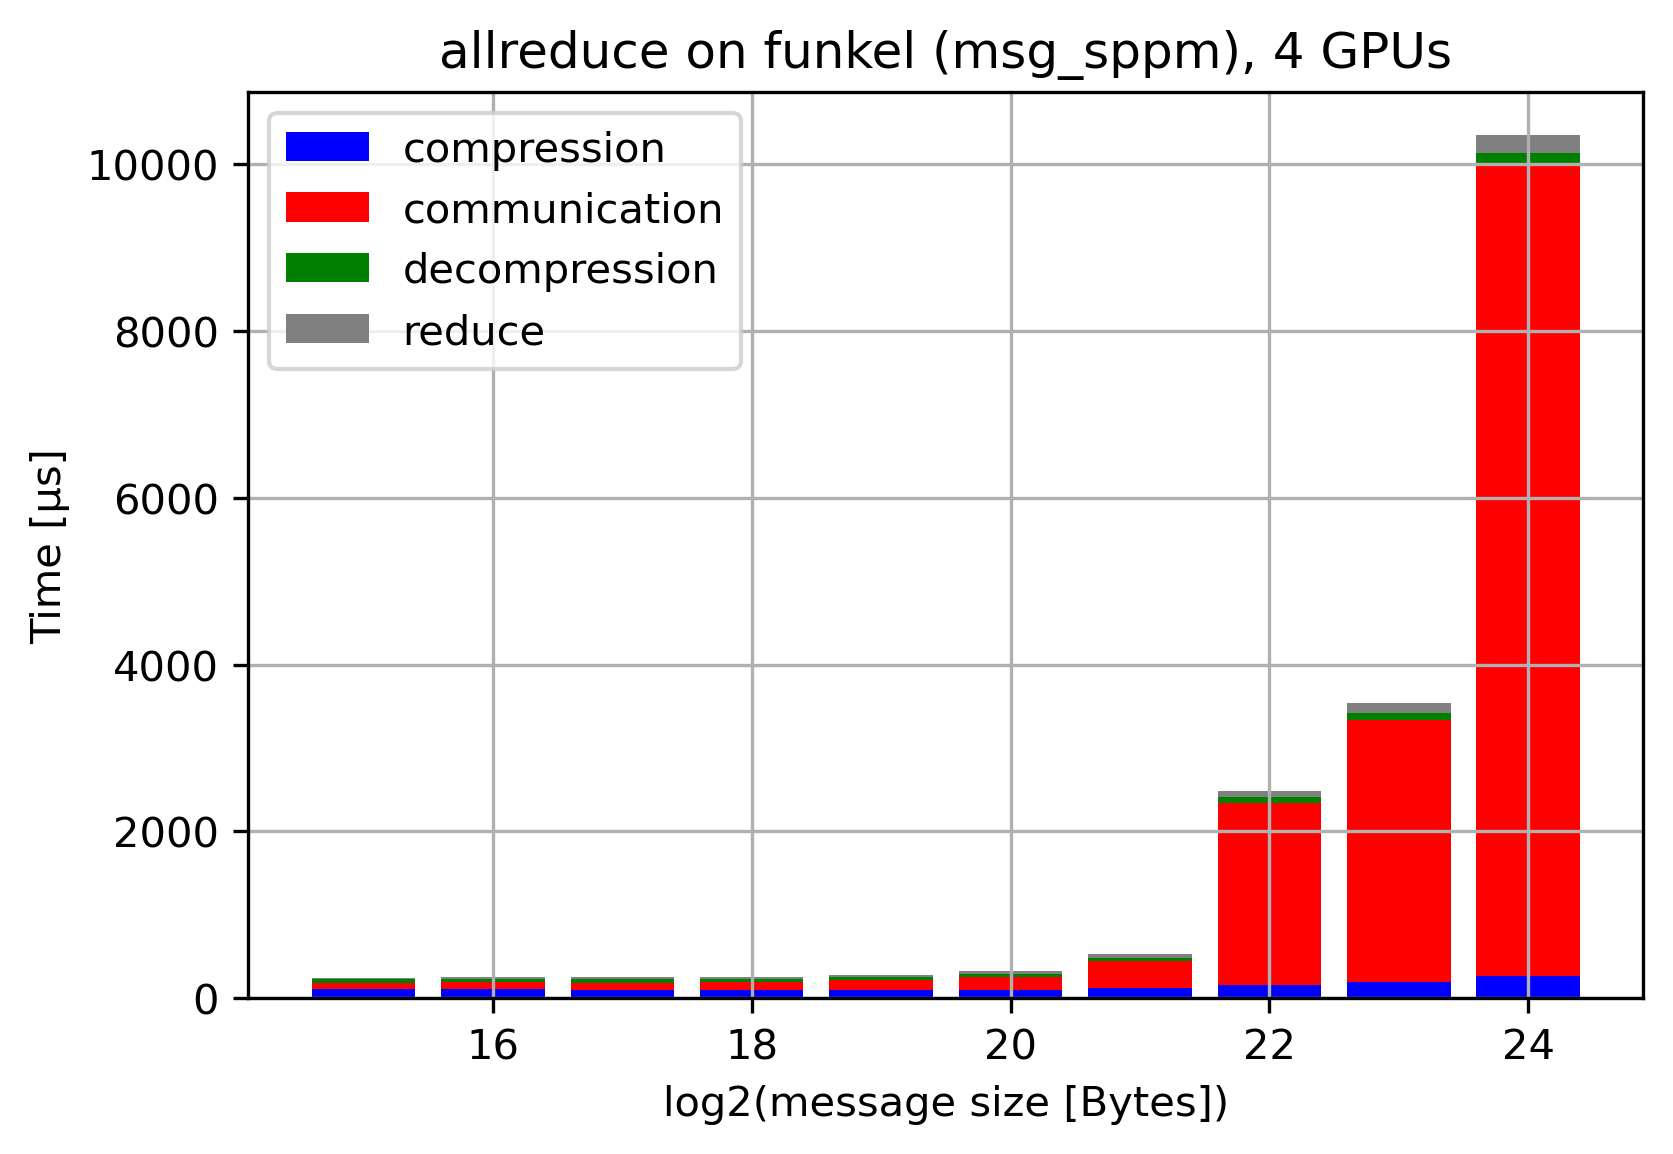 allreduce on funkel (msg_sppm), 4 GPUs
compression
communication
decompression
reduce
10000
8000
6000
4000
2000
0
Time [µs]
16 18 20 22 24
log2(message size [Bytes])